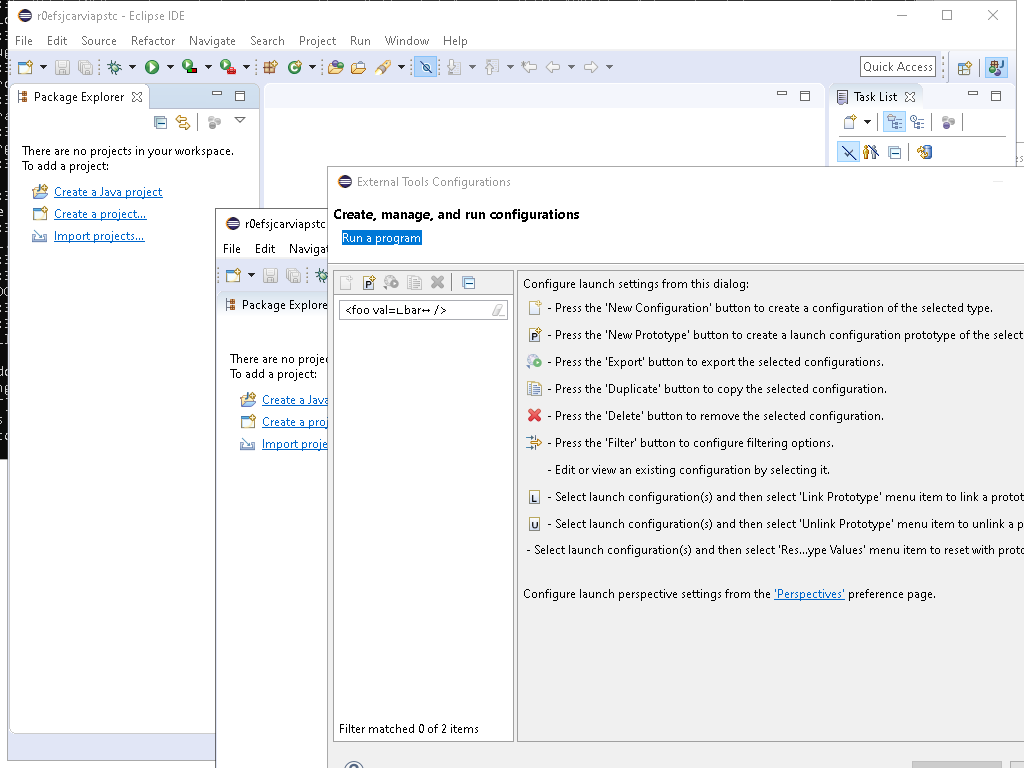 r0efsjcarviapstc - Eclipse IDE
File Edit Source Refactor Navigate Search Project Run Window Help
Quick Access
Package Explorer
Task List
There are no projects in your workspace.
To add a project:
Create a Java project
Create a project...
Import projects...
r0efsjcarviapstc
File Edit Naviga
Package Explore
There are no projec
To add a project:
Create a Java
Create a proj
Import proje
External Tools Configurations
Create, manage, and run configurations
Run a program
<foo val=∟bar↔ />
Filter matched 0 of 2 items
Configure launch settings from this dialog:
- Press the 'New Configuration' button to create a configuration of the selected type.
- Press the 'New Prototype' button to create a launch configuration prototype of the select
- Press the 'Export' button to export the selected configurations.
- Press the 'Duplicate' button to copy the selected configuration.
- Press the 'Delete' button to remove the selected configuration.
- Press the 'Filter' button to configure filtering options.
- Edit or view an existing configuration by selecting it.
- Select launch configuration(s) and then select 'Link Prototype' menu item to link a protot
- Select launch configuration(s) and then select 'Unlink Prototype' menu item to unlink a p
- Select launch configuration(s) and then select 'Res...ype Values' menu item to reset with proto
Configure launch perspective settings from the 'Perspectives' preference page.